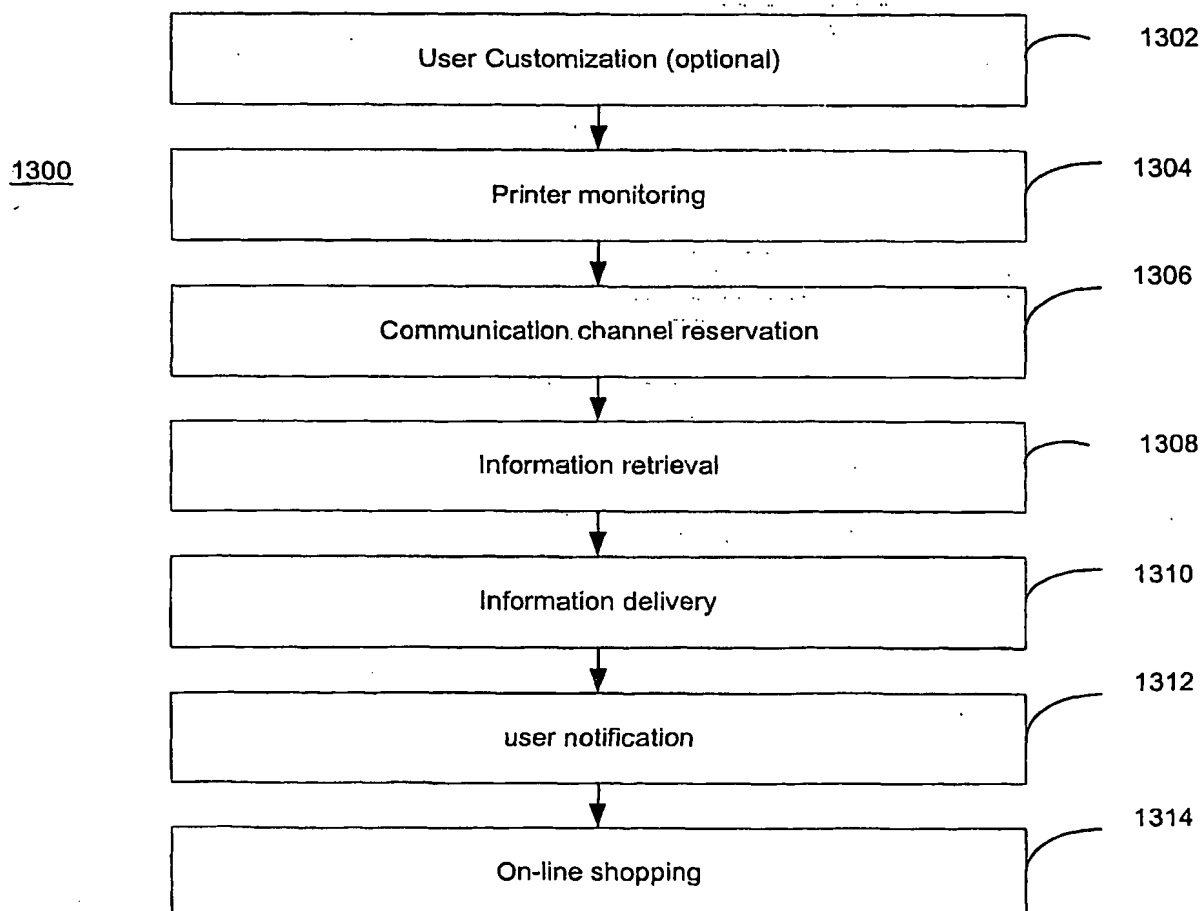 User Customization (optional)
1302
1300
Printer monitoring
1304
Communication channel reservation
1306
Information retrieval
1308
Information delivery
1310
user notification
1312
On-line shopping
1314